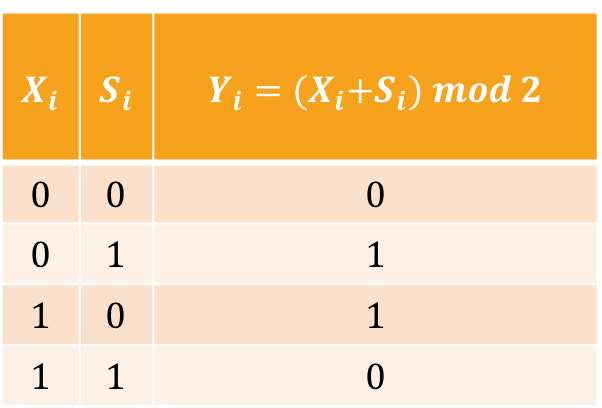 Xᵢ Sᵢ Yᵢ = (Xᵢ+Sᵢ) mod 2
0 0 0
0 1 1
1 0 1
1 1 0